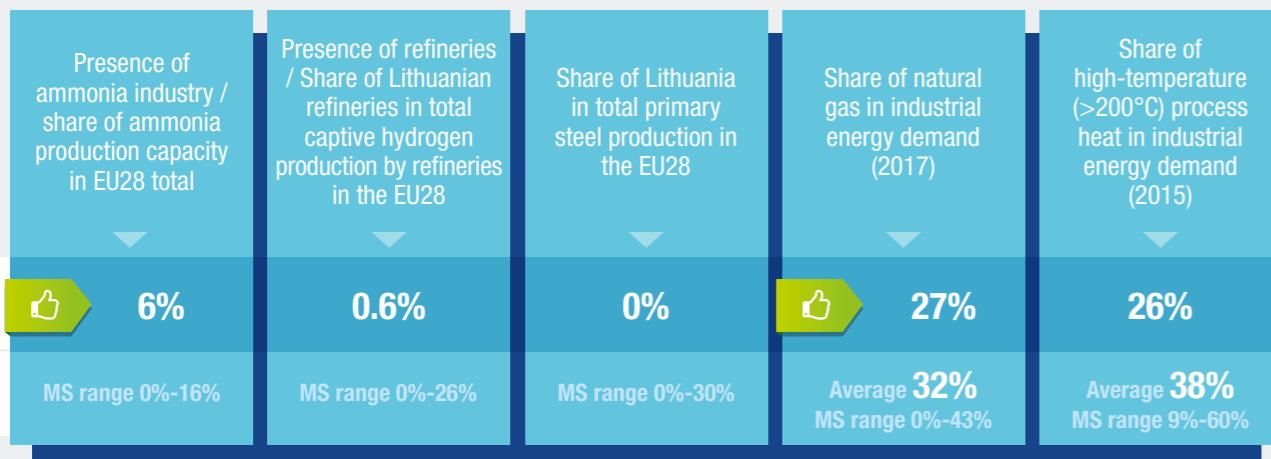 Presence of
ammonia industry /
share of ammonia
production capacity
in EU28 total
6%
MS range 0%-16%
Presence of refineries
/ Share of Lithuanian
refineries in total
captive hydrogen
production by refineries
in the EU28
0.6%
MS range 0%-26%
Share of Lithuania
in total primary
steel production in
the EU28
0%
MS range 0%-30%
Share of natural
gas in industrial
energy demand
(2017)
27%
Average 32%
MS range 0%-43%
Share of
high-temperature
(>200°C) process
heat in industrial
energy demand
(2015)
26%
Average 38%
MS range 9%-60%